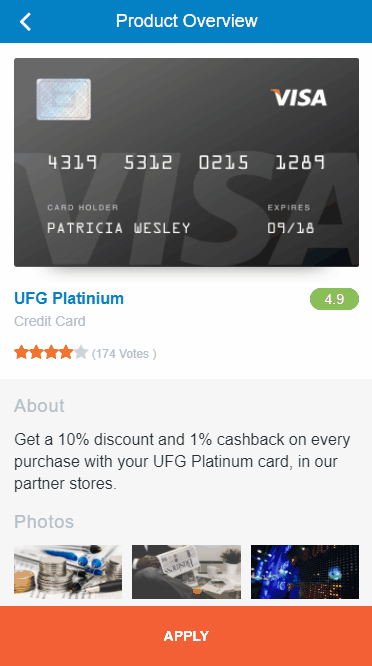 Product Overview
VISA
4319 5312 0215 1289
CARD HOLDER EXPIRES
PATRICIA WESLEY 09/18
VISA
UFG Platinium 4.9
Credit Card
(174 Votes )
About
Get a 10% discount and 1% cashback on every
purchase with your UFG Platinum card, in our
partner stores.
Photos
APPLY